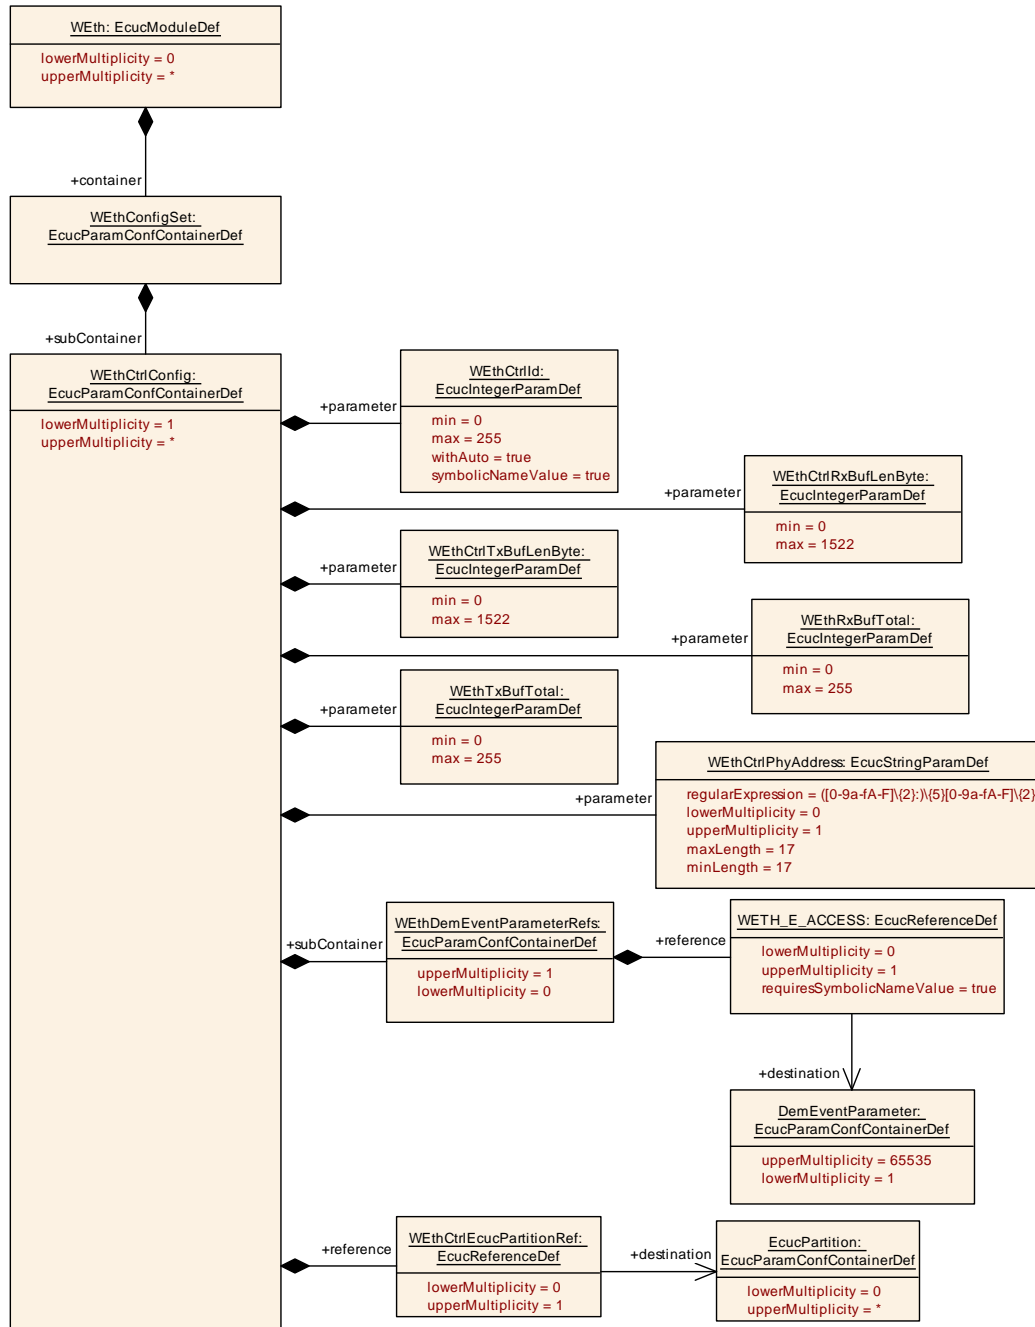 WEth: EcucModuleDef
lowerMultiplicity = 0
upperMultiplicity = *
+container
WEthConfigSet:
EcucParamConfContainerDef
+subContainer
WEthCtrlConfig:
EcucParamConfContainerDef
lowerMultiplicity = 1
upperMultiplicity = *
+parameter
WEthCtrlId:
EcucIntegerParamDef
min = 0
max = 255
withAuto = true
symbolicNameValue = true
+parameter
WEthCtrlRxBufLenByte:
EcucIntegerParamDef
min = 0
max = 1522
+parameter
WEthCtrlTxBufLenByte:
EcucIntegerParamDef
min = 0
max = 1522
+parameter
WEthRxBufTotal:
EcucIntegerParamDef
min = 0
max = 255
+parameter
WEthTxBufTotal:
EcucIntegerParamDef
min = 0
max = 255
+parameter
WEthCtrlPhyAddress: EcucStringParamDef
regularExpression = ([0-9a-fA-F]\{2}:)\{5}[0-9a-fA-F]\{2}
lowerMultiplicity = 0
upperMultiplicity = 1
maxLength = 17
minLength = 17
+subContainer
WEthDemEventParameterRefs:
EcucParamConfContainerDef
upperMultiplicity = 1
lowerMultiplicity = 0
+reference
WETH_E_ACCESS: EcucReferenceDef
lowerMultiplicity = 0
upperMultiplicity = 1
requiresSymbolicNameValue = true
+destination
DemEventParameter:
EcucParamConfContainerDef
upperMultiplicity = 65535
lowerMultiplicity = 1
+reference
WEthCtrlEcucPartitionRef:
EcucReferenceDef
lowerMultiplicity = 0
upperMultiplicity = 1
+destination
EcucPartition:
EcucParamConfContainerDef
lowerMultiplicity = 0
upperMultiplicity = *